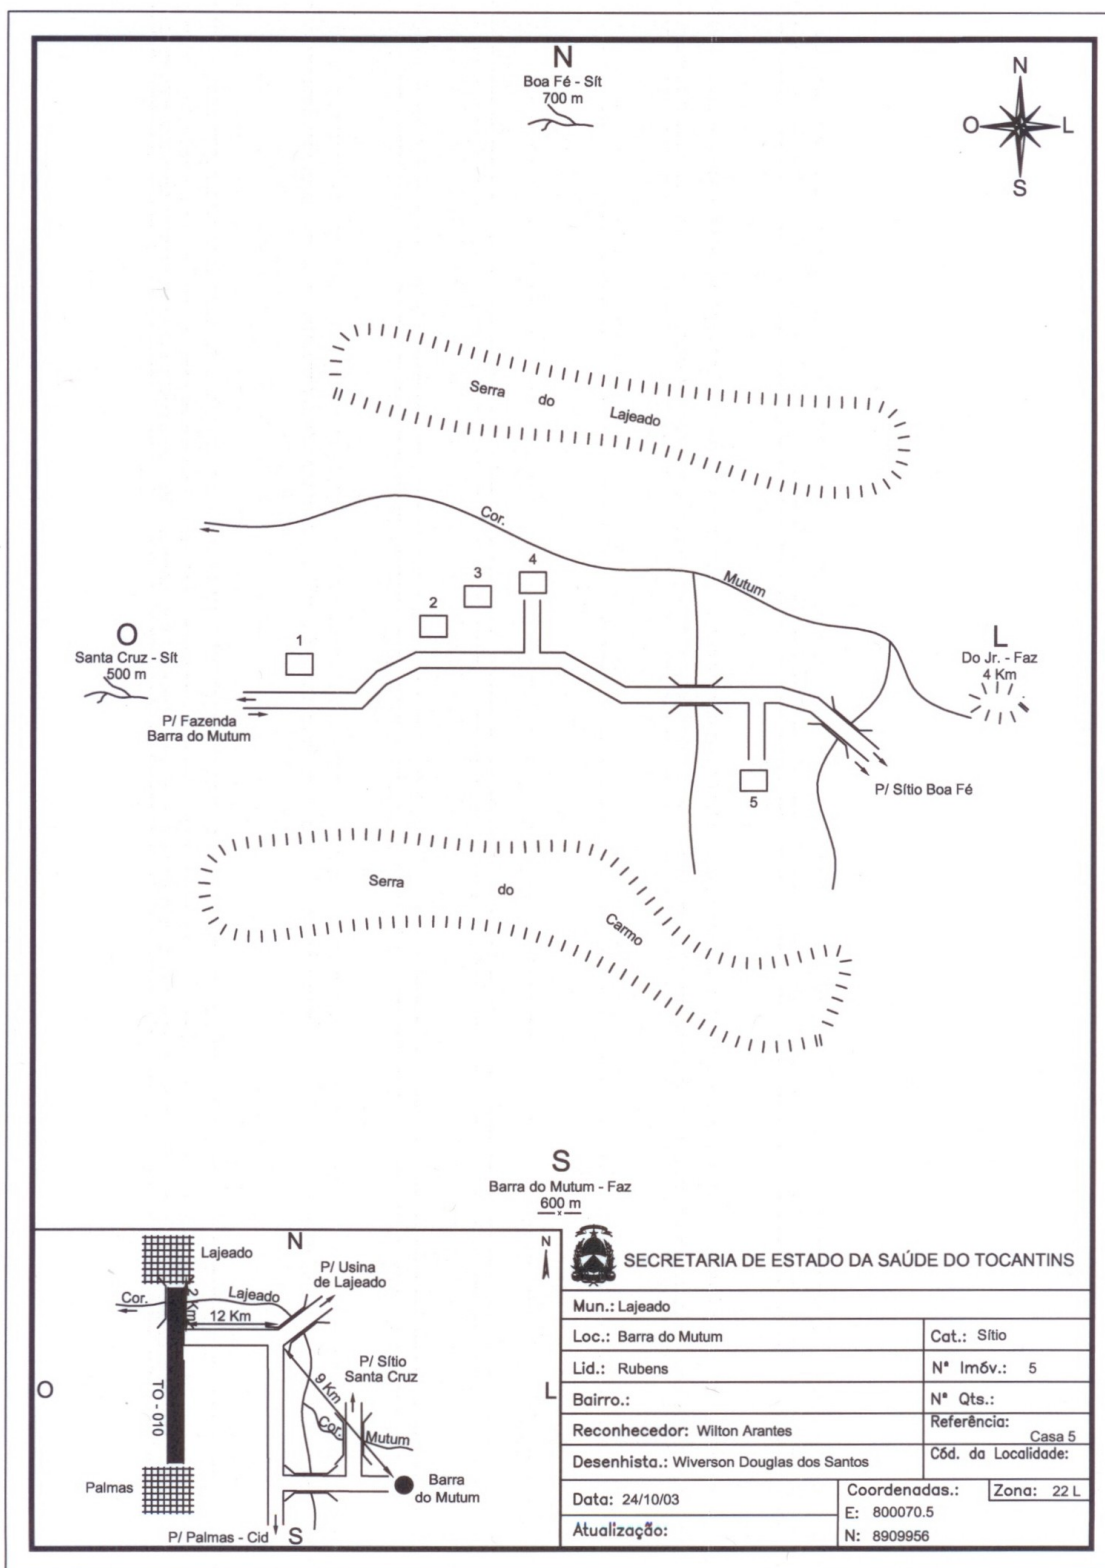 N
Boa Fé - Sít
700 m
N
O
L
S
Serra do Lajeado
Cor. Mutum
1
2
3
4
5
O
Santa Cruz - Sít
500 m
L
Do Jr. - Faz
4 Km
P/ Fazenda
Barra do Mutum
P/ Sítio Boa Fé
Serra do Carmo
S
Barra do Mutum - Faz
600 m
N
Lajeado
P/ Usina
de Lajeado
Cor. Lajeado
2 Km
12 Km
P/ Sítio
Santa Cruz
9 Km
O
L
TO - 010
Cor. Mutum
Palmas
Barra
do Mutum
P/ Palmas - Cid
S
N
SECRETARIA DE ESTADO DA SAÚDE DO TOCANTINS
Mun.: Lajeado
Loc.: Barra do Mutum
Cat.: Sítio
Lid.: Rubens
Nº Imóv.: 5
Bairro.:
Nº Qts.:
Reconhecedor: Wilton Arantes
Referência:
Casa 5
Desenhista.: Wiverson Douglas dos Santos
Cód. da Localidade:
Data: 24/10/03
Coordenadas.:
Zona: 22 L
E: 800070.5
Atualização:
N: 8909956